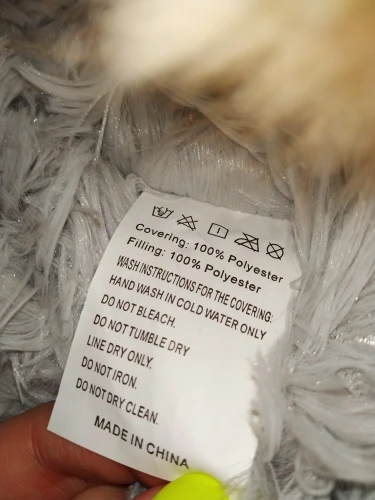 Covering: 100% Polyester
Filling: 100% Polyester
WASH INSTRUCTIONS FOR THE COVERING:
HAND WASH IN COLD WATER ONLY
DO NOT BLEACH.
DO NOT TUMBLE DRY
LINE DRY ONLY.
DO NOT IRON.
DO NOT DRY CLEAN.
MADE IN CHINA